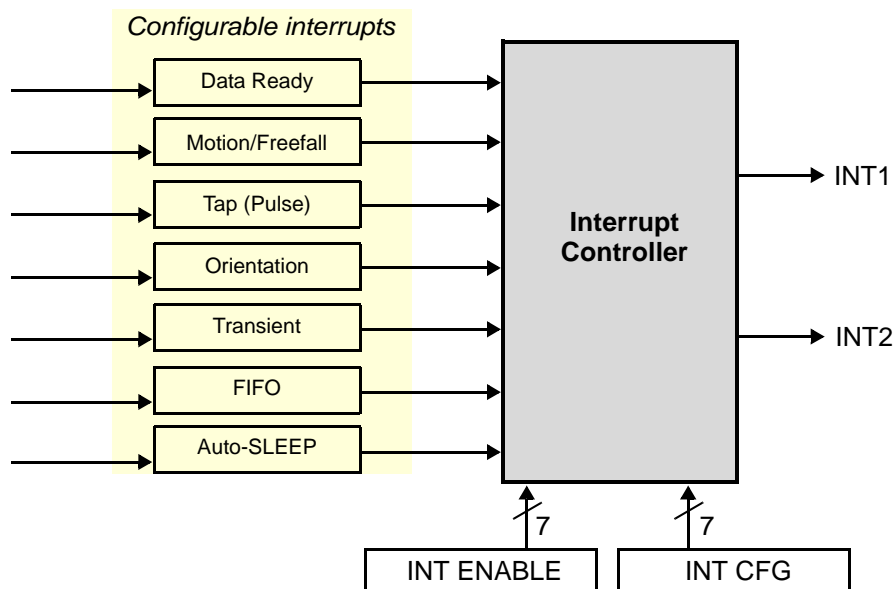 Configurable interrupts
Data Ready
Motion/Freefall
Tap (Pulse)
Orientation
Transient
FIFO
Auto-SLEEP
Interrupt
Controller
INT1
INT2
7
7
INT ENABLE
INT CFG